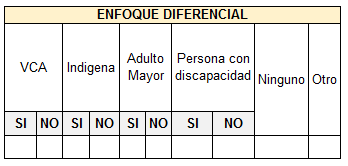 ENFOQUE DIFERENCIAL
VCA
Indigena
Adulto
Mayor
Persona con
discapacidad
Ninguno
Otro
SI NO SI NO SI NO SI NO